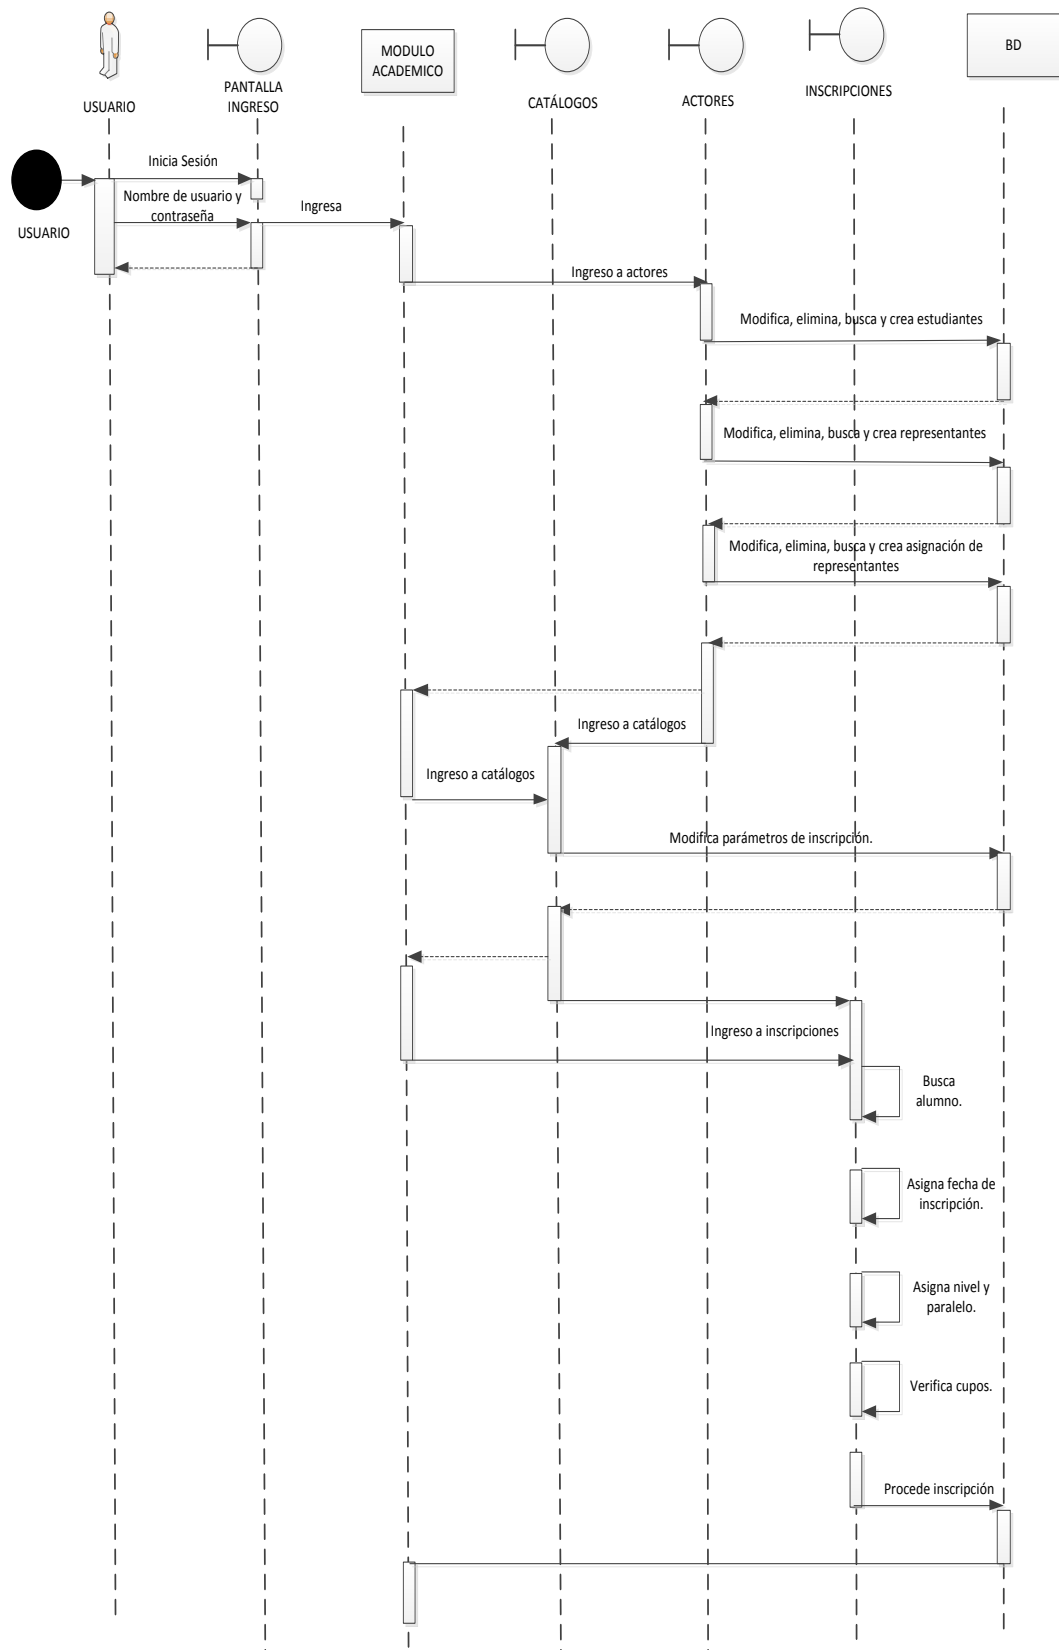 USUARIO
PANTALLA
INGRESO
MODULO
ACADEMICO
CATÁLOGOS
ACTORES
INSCRIPCIONES
BD
USUARIO
Inicia Sesión
Nombre de usuario y
contraseña
Ingresa
Ingreso a actores
Modifica, elimina, busca y crea estudiantes
Modifica, elimina, busca y crea representantes
Modifica, elimina, busca y crea asignación de
representantes
Ingreso a catálogos
Ingreso a catálogos
Modifica parámetros de inscripción.
Ingreso a inscripciones
Busca
alumno.
Asigna fecha de
inscripción.
Asigna nivel y
paralelo.
Verifica cupos.
Procede inscripción